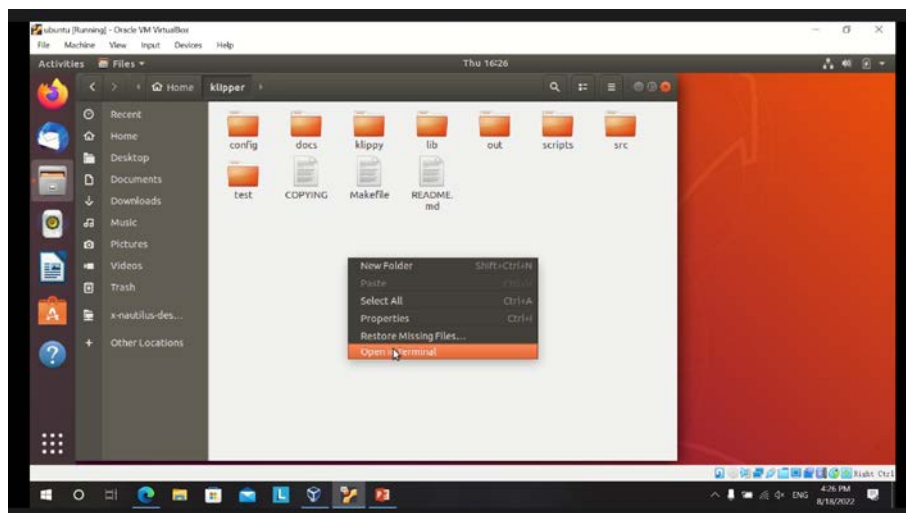 ubuntu [Running] - Oracle VM VirtualBox
File Machine View Input Devices Help
Activities Files Thu 16:26
Home klipper
Recent
Home
Desktop
Documents
Downloads
Music
Pictures
Videos
Trash
x-nautilus-des...
Other Locations
config docs klippy lib out scripts src
test COPYING Makefile README.
md
New Folder Shift+Ctrl+N
Paste
Select All Ctrl+A
Properties Ctrl+I
Restore Missing Files...
Open in Terminal
Right Ctrl
ENG 4:26 PM
8/18/2022